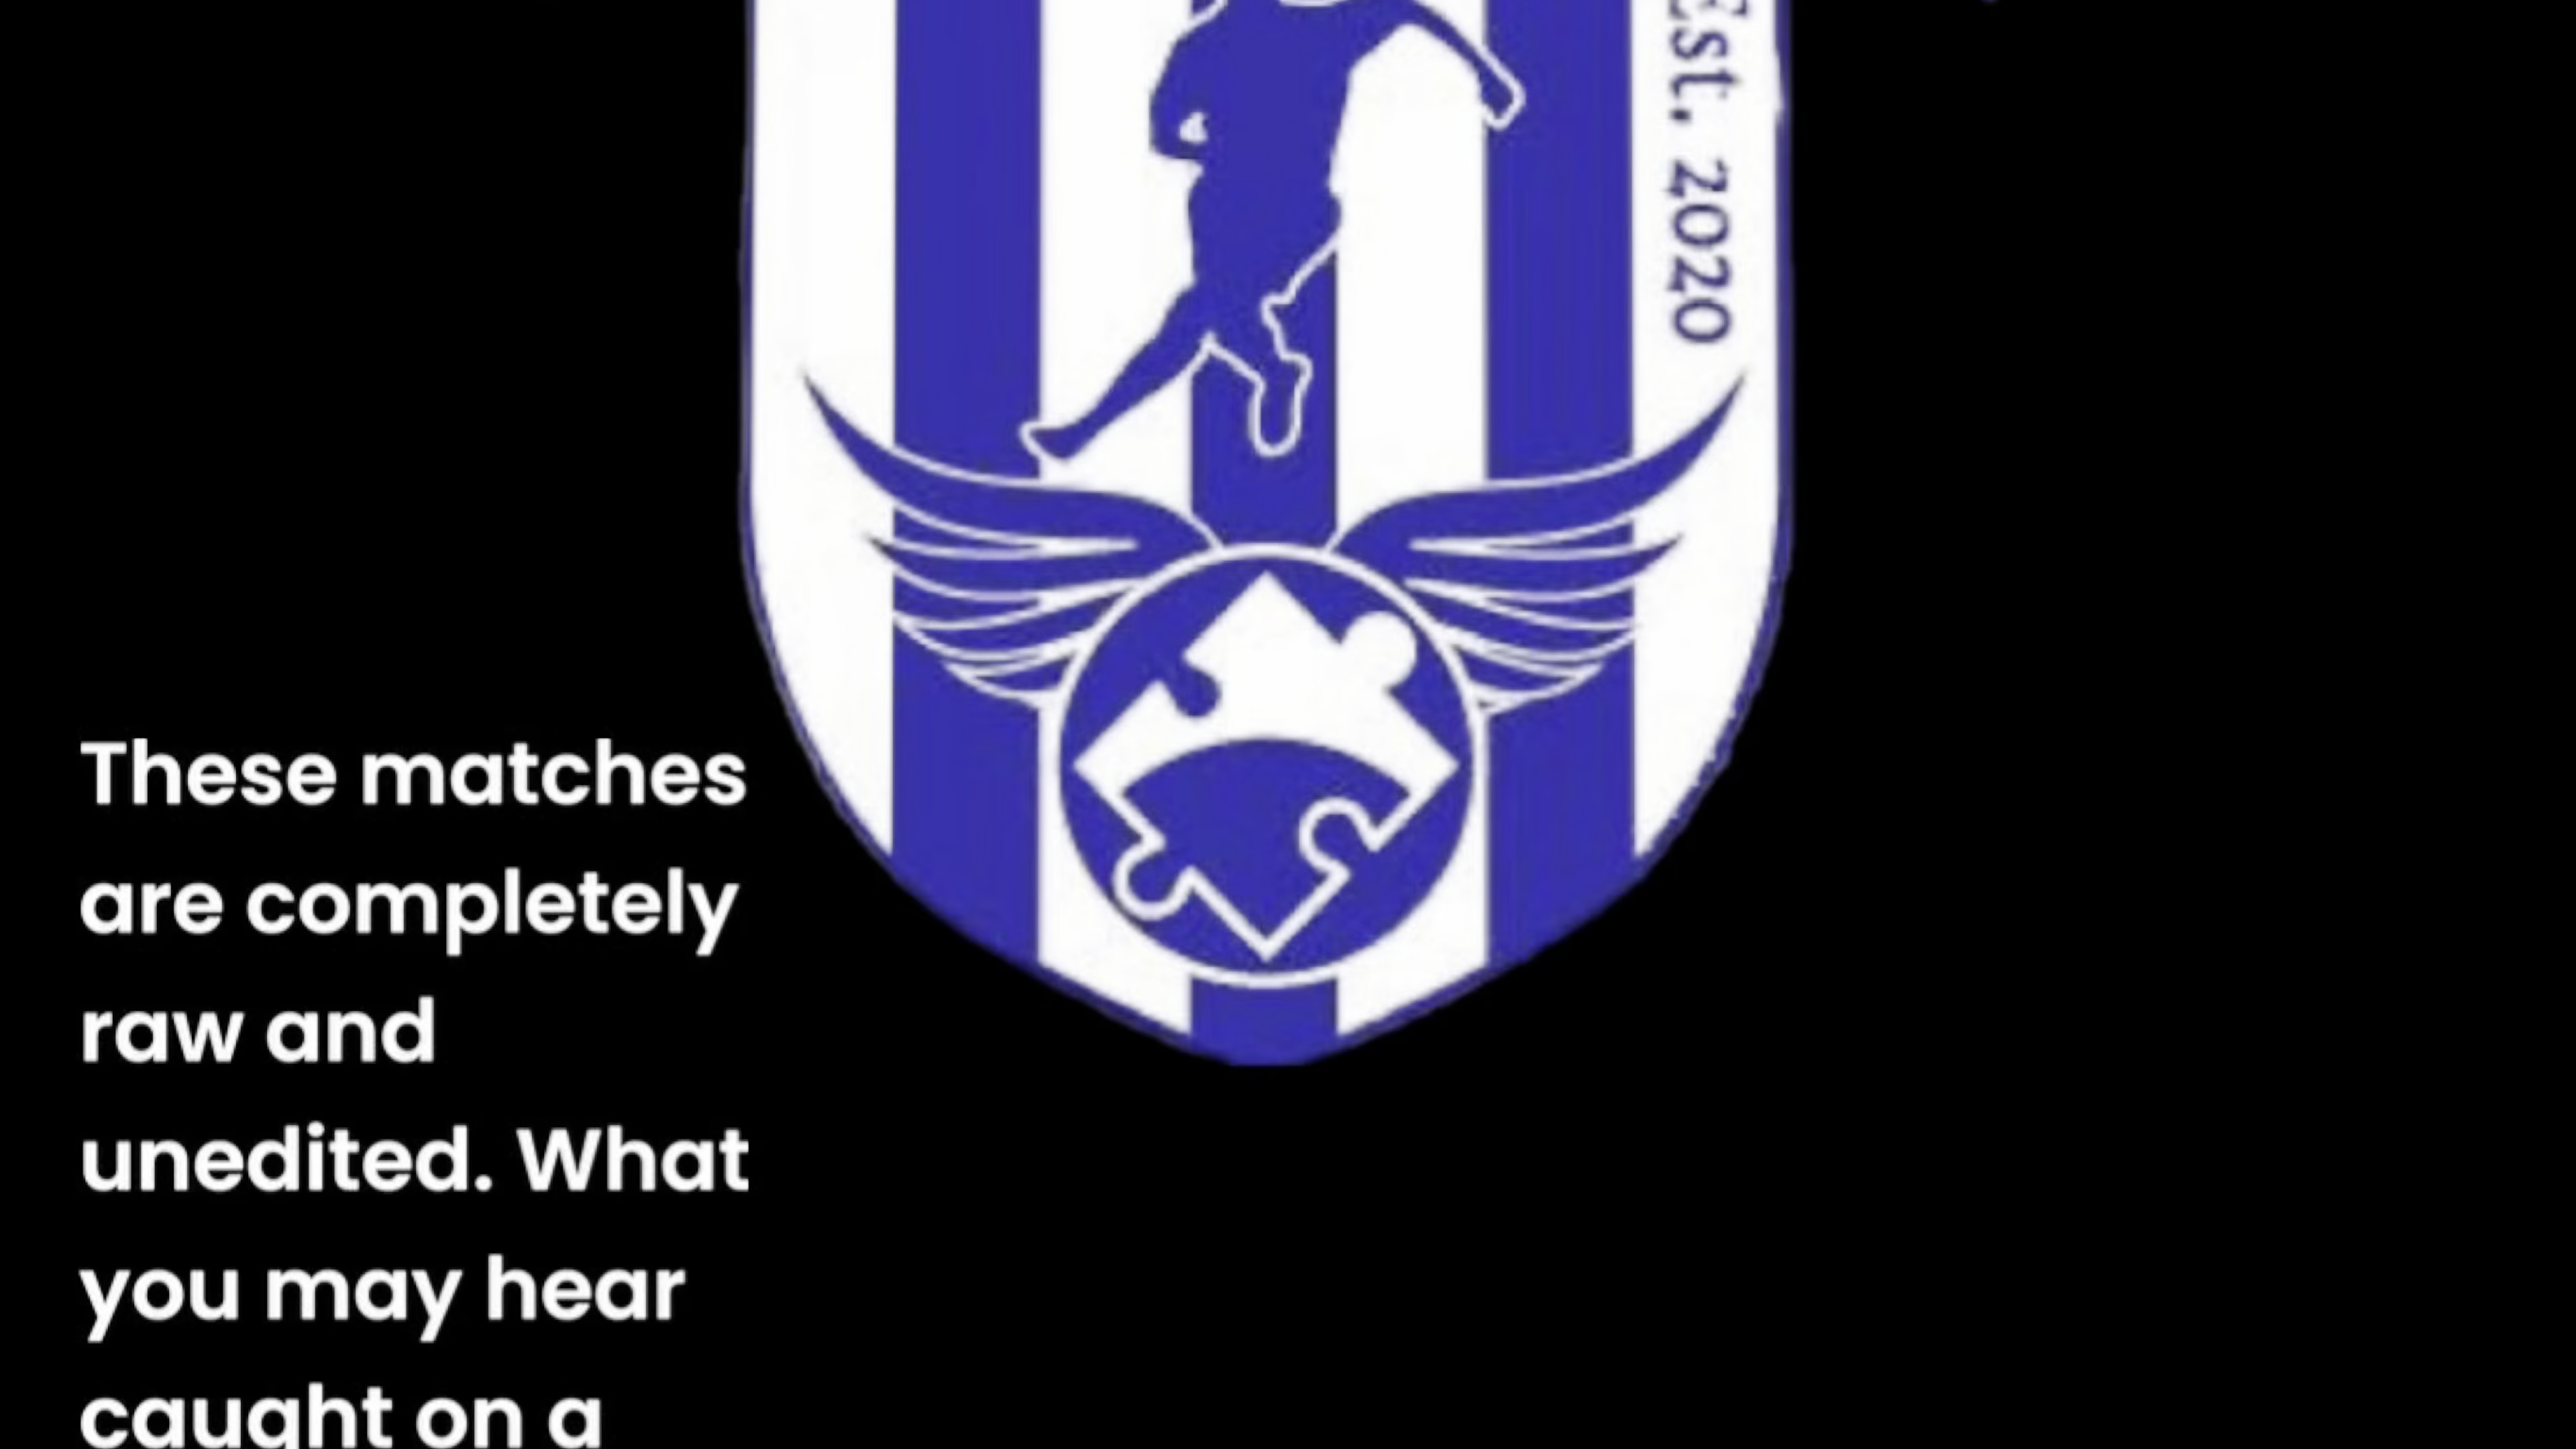 Est. 2020
These matches
are completely
raw and
unedited. What
you may hear
caught on a